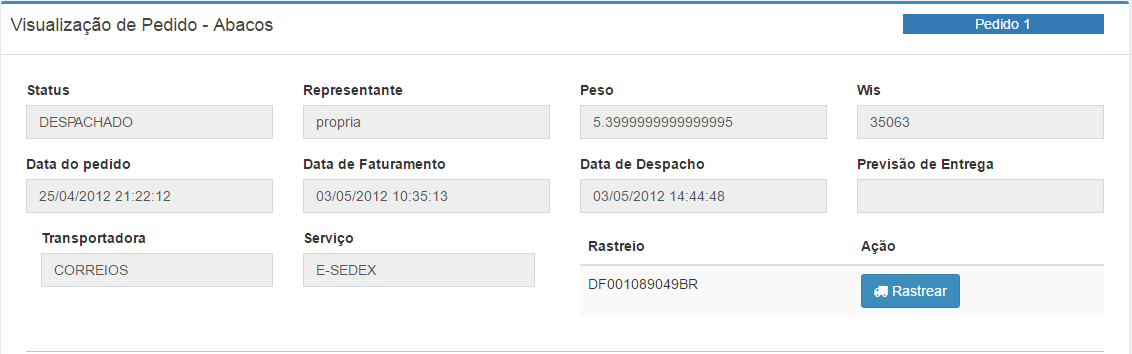 Visualização de Pedido - Abacos
Pedido 1
Status Representante Peso Wis
DESPACHADO propria 5.3999999999999995 35063
Data do pedido Data de Faturamento Data de Despacho Previsão de Entrega
25/04/2012 21:22:12 03/05/2012 10:35:13 03/05/2012 14:44:48
Transportadora Serviço Rastreio Ação
CORREIOS E-SEDEX DF001089049BR Rastrear